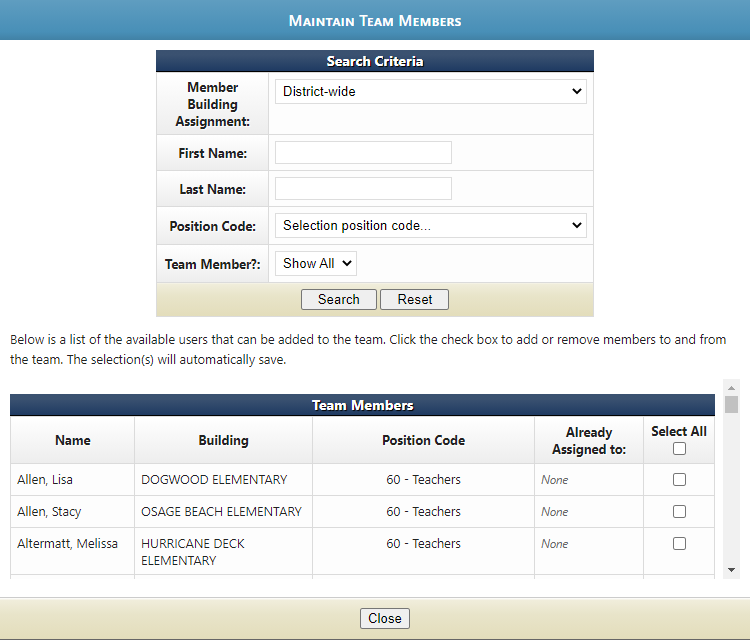 Maintain Team Members
Search Criteria
Member
Building
Assignment:
District-wide
First Name:
Last Name:
Position Code:
Selection position code...
Team Member?:
Show All
Search
Reset
Below is a list of the available users that can be added to the team. Click the check box to add or remove members to and from
the team. The selection(s) will automatically save.
Team Members
Name
Building
Position Code
Already
Assigned to:
Select All
Allen, Lisa
DOGWOOD ELEMENTARY
60 - Teachers
None
Allen, Stacy
OSAGE BEACH ELEMENTARY
60 - Teachers
None
Altermatt, Melissa
HURRICANE DECK
ELEMENTARY
60 - Teachers
None
Close